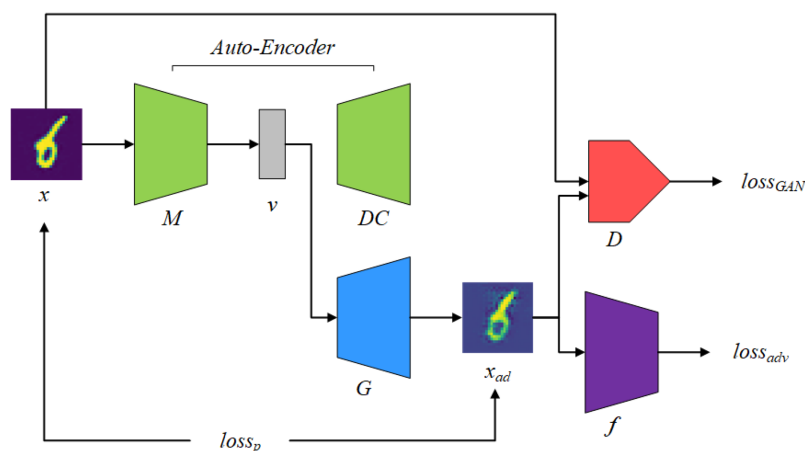 Auto-Encoder
x
M
v
DC
loss_GAN
D
G
x_ad
loss_adv
f
loss_p